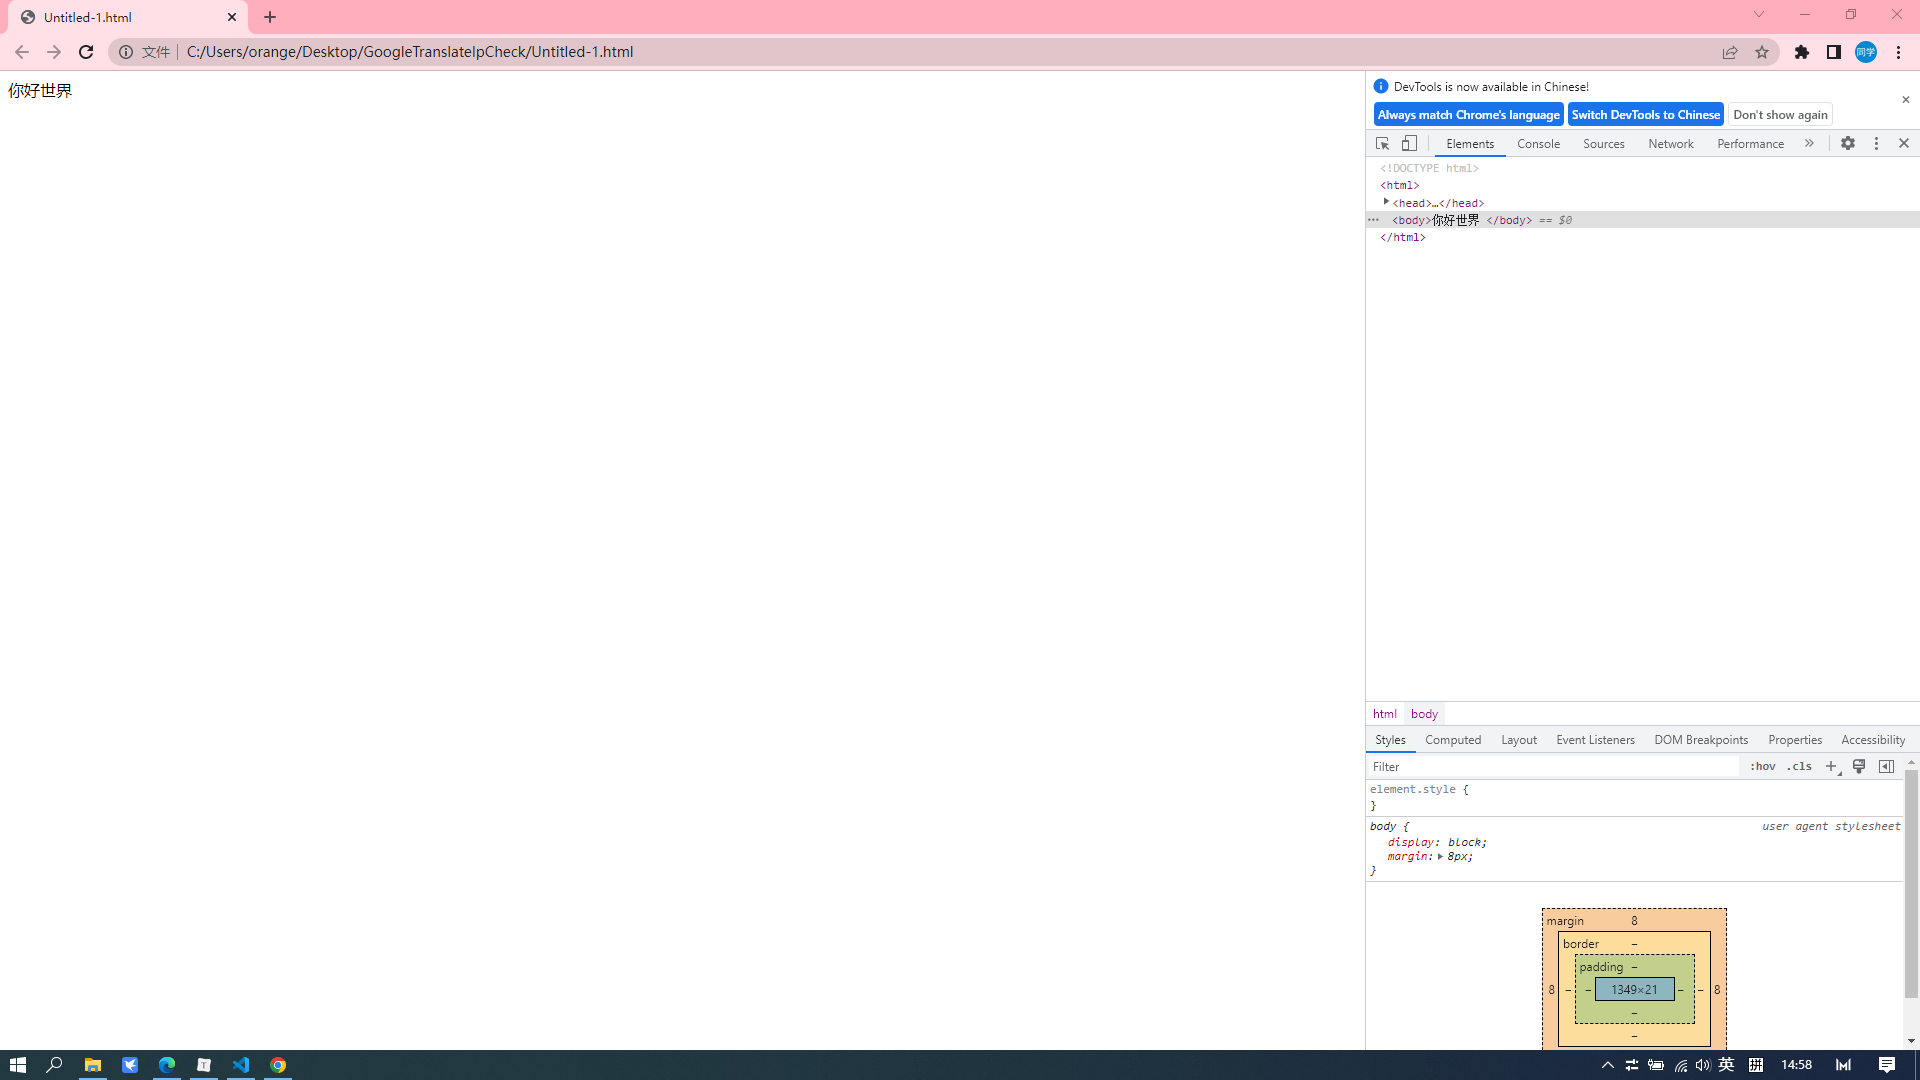 Untitled-1.html
文件
C:/Users/orange/Desktop/GoogleTranslateIpCheck/Untitled-1.html
同学
你好世界
DevTools is now available in Chinese!
Always match Chrome's language Switch DevTools to Chinese Don't show again
Elements Console Sources Network Performance
<!DOCTYPE html>
<html>
<head>…</head>
<body>你好世界 </body> == $0
</html>
html body
Styles Computed Layout Event Listeners DOM Breakpoints Properties Accessibility
Filter :hov .cls
element.style {
}
body { user agent stylesheet
display: block;
margin: 8px;
}
margin 8
border –
padding –
8 – – 1349×21 – – 8
–
–
英 拼 14:58